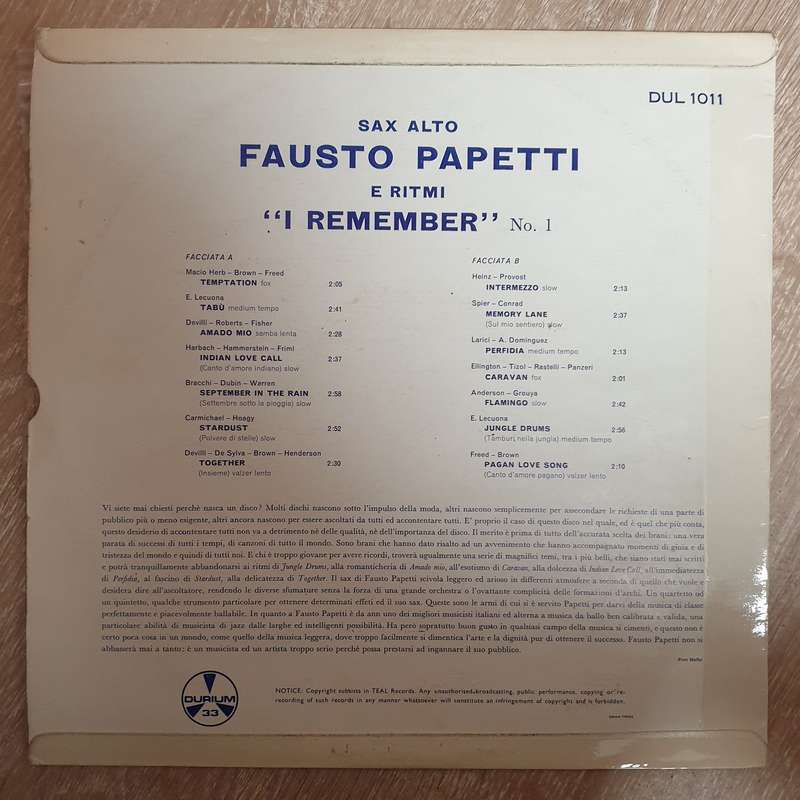 DUL 1011
SAX ALTO
FAUSTO PAPETTI
E RITMI
“I REMEMBER” No. 1
FACCIATA A
Macio Herb – Brown – Freed
TEMPTATION fox 2:05
E. Lecuona
TABÙ medium tempo 2:41
Devilli – Roberts – Fisher
AMADO MIO samba lenta 2:28
Harbach – Hammerstein – Friml
INDIAN LOVE CALL 2:37
(Canto d'amore indiano) slow
Bracchi – Dubin – Warren
SEPTEMBER IN THE RAIN 2:58
(Settembre sotto la pioggia) slow
Carmichael – Hoagy
STARDUST 2:52
(Polvere di stelle) slow
Devilli – De Sylva – Brown – Henderson
TOGETHER 2:30
(Insieme) valzer lento
FACCIATA B
Heinz – Provost
INTERMEZZO slow 2:13
Spier – Conrad
MEMORY LANE 2:37
(Sul mio sentiero) slow
Larici – A. Dominguez
PERFIDIA medium tempo 2:13
Ellington – Tizol – Rastelli – Panzeri
CARAVAN fox 2:01
Anderson – Grouya
FLAMINGO slow 2:42
E. Lecuona
JUNGLE DRUMS 2:56
(Tamburi nella jungla) medium tempo
Freed – Brown
PAGAN LOVE SONG 2:10
(Canto d'amore pagano) valzer lento
Vi siete mai chiesti perchè nasca un disco? Molti dischi nascono sotto l'impulso della moda, altri nascono semplicemente per assecondare le richieste di una parte di
pubblico più o meno esigente, altri ancora nascono per essere ascoltati da tutti ed accontentare tutti. E' proprio il caso di questo disco nel quale, ed è quel che più costa,
questo desiderio di accontentare tutti non va a detrimento nè delle qualità, nè dell'importanza del disco. Il merito è prima di tutto dell'accurata scelta dei brani: una vera
parata di successi di tutti i tempi, di canzoni di tutto il mondo. Sono brani che hanno dato risalto ad un avvenimento che hanno accompagnato momenti di gioia e di
tristezza del mondo e quindi di tutti noi. E chi è troppo giovane per avere ricordi, troverà ugualmente una serie di magnifici temi, tra i più belli, che siano stati mai scritti
e potrà tranquillamente abbandonarsi ai ritmi di Jungle Drums, alla romanticheria di Amado mio, all'esotismo di Caravan, alla dolcezza di Indian Love Call, all'immediatezza
di Perfidia, al fascino di Stardust, alla delicatezza di Together. Il sax di Fausto Papetti scivola leggero ed arioso in differenti atmosfere a seconda di quello che vuole e
desidera dire all'ascoltatore, rendendo le diverse sfumature senza la forza di una grande orchestra o l'ovattante complicità delle formazioni d'archi. Un quartetto od
un quintetto, qualche strumento particolare per ottenere determinati effetti ed il suo sax. Queste sono le armi di cui si è servito Papetti per darvi della musica di classe
perfettamente e piacevolmente ballabile. In quanto a Fausto Papetti è da ann uno dei migliori musicisti italiani ed alterna a musica da ballo ben calibrata e valida, una
particolare abilità di musicista di jazz dalle larghe ed intelligenti possibilità. Ha però sopratutto buon gusto in qualsiasi campo della musica si cimenti, e questo non è
certo poca cosa in un mondo, come quello della musica leggera, dove troppo facilmente si dimentica l'arte e la dignità pur di ottenere il successo. Fausto Papetti non si
abbasserà mai a tanto: è un musicista ed un artista troppo serio perchè possa prestarsi ad ingannare il suo pubblico.
DURIUM
33
NOTICE: Copyright subsists in TEAL Records. Any unauthorised broadcasting, public performance, copying or re-
recording of such records in any manner whatsoever will constitute an infringement of copyright and is forbidden.